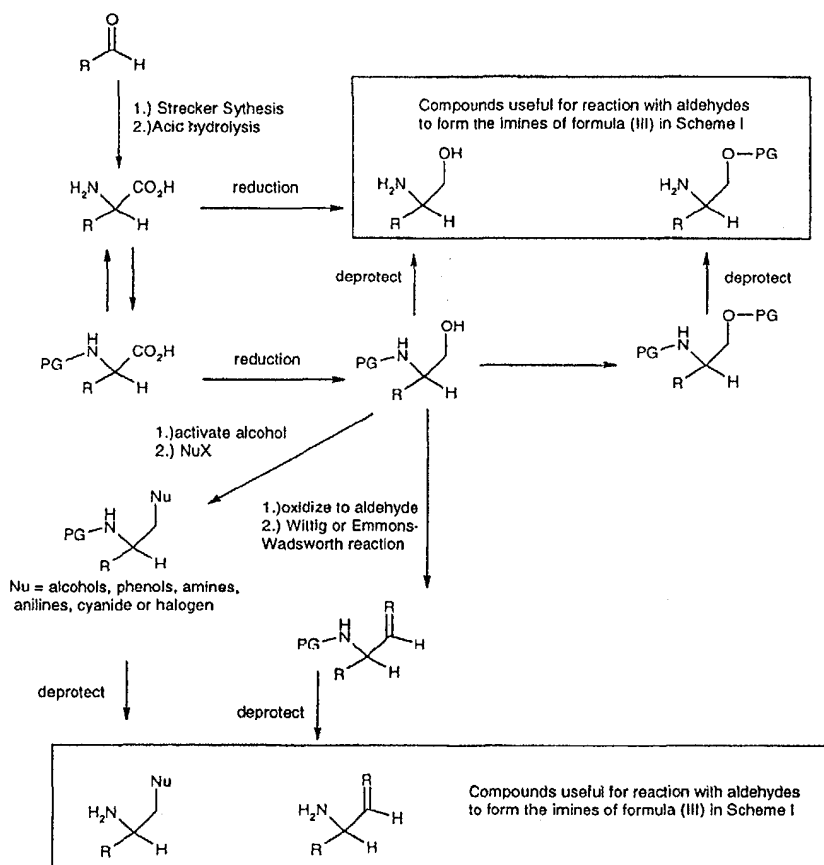 O
R
H
1.) Strecker Sythesis
2.)Acid hydrolysis
Compounds useful for reaction with aldehydes
to form the imines of formula (III) in Scheme I
H₂N
CO₂H
R
H
reduction
OH
H₂N
R
H
O-PG
H₂N
R
H
deprotect
deprotect
H
PG-N
CO₂H
R
H
reduction
OH
H
PG-N
R
H
O-PG
H
PG-N
R
H
1.)activate alcohol
2.) NuX
1.)oxidize to aldehyde
2.) Wittig or Emmons-
Wadsworth reaction
Nu
H
PG-N
R
H
Nu = alcohols, phenols, amines,
anilines, cyanide or halogen
R
H
PG-N
H
R
H
deprotect
deprotect
Nu
H₂N
R
H
R
H₂N
H
R
H
Compounds useful for reaction with aldehydes
to form the imines of formula (III) in Scheme I